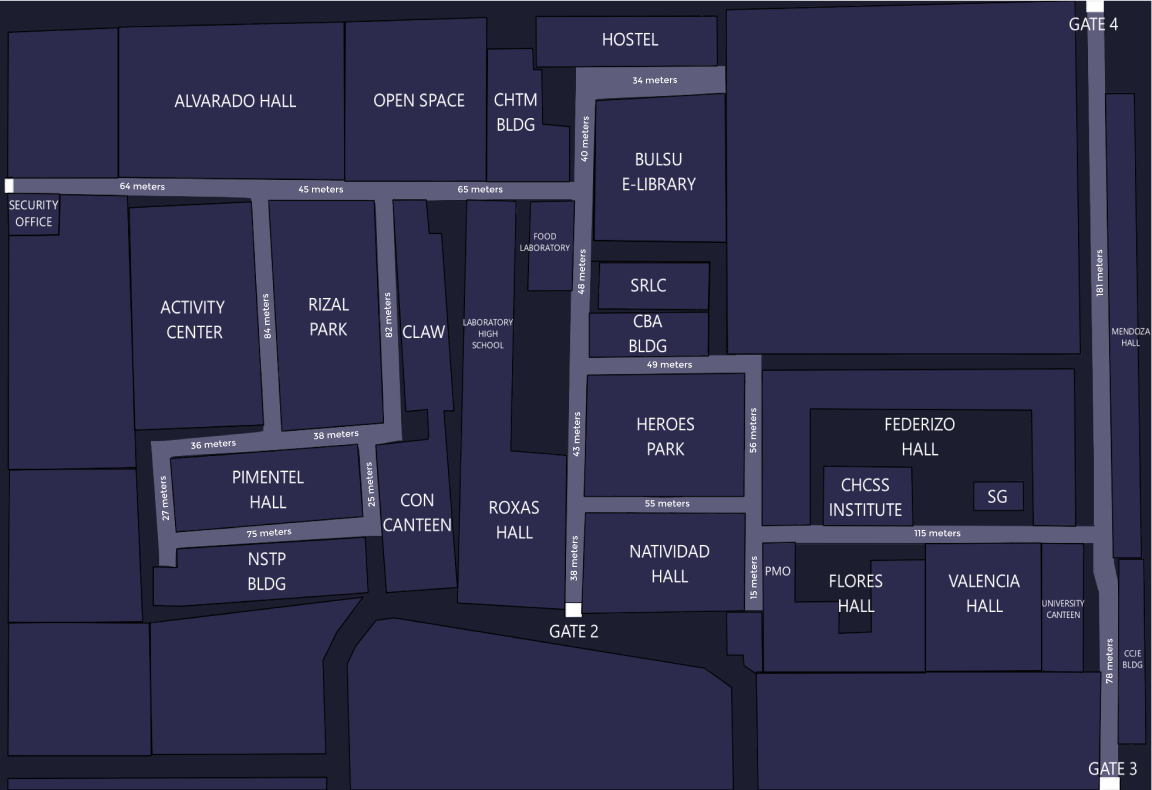 GATE 4
HOSTEL
34 meters
ALVARADO HALL
OPEN SPACE
CHTM
BLDG
40 meters
BULSU
E-LIBRARY
64 meters
45 meters
65 meters
SECURITY
OFFICE
FOOD
LABORATORY
48 meters
181 meters
SRLC
ACTIVITY
CENTER
84 meters
RIZAL
PARK
82 meters
CLAW
LABORATORY
HIGH
SCHOOL
CBA
BLDG
MENDOZA
HALL
49 meters
36 meters
38 meters
43 meters
HEROES
PARK
56 meters
FEDERIZO
HALL
27 meters
PIMENTEL
HALL
25 meters
CON
CANTEEN
ROXAS
HALL
55 meters
CHCSS
INSTITUTE
SG
75 meters
115 meters
NSTP
BLDG
38 meters
NATIVIDAD
HALL
15 meters
PMO
FLORES
HALL
VALENCIA
HALL
UNIVERSITY
CANTEEN
GATE 2
78 meters
CCJE
BLDG
GATE 3